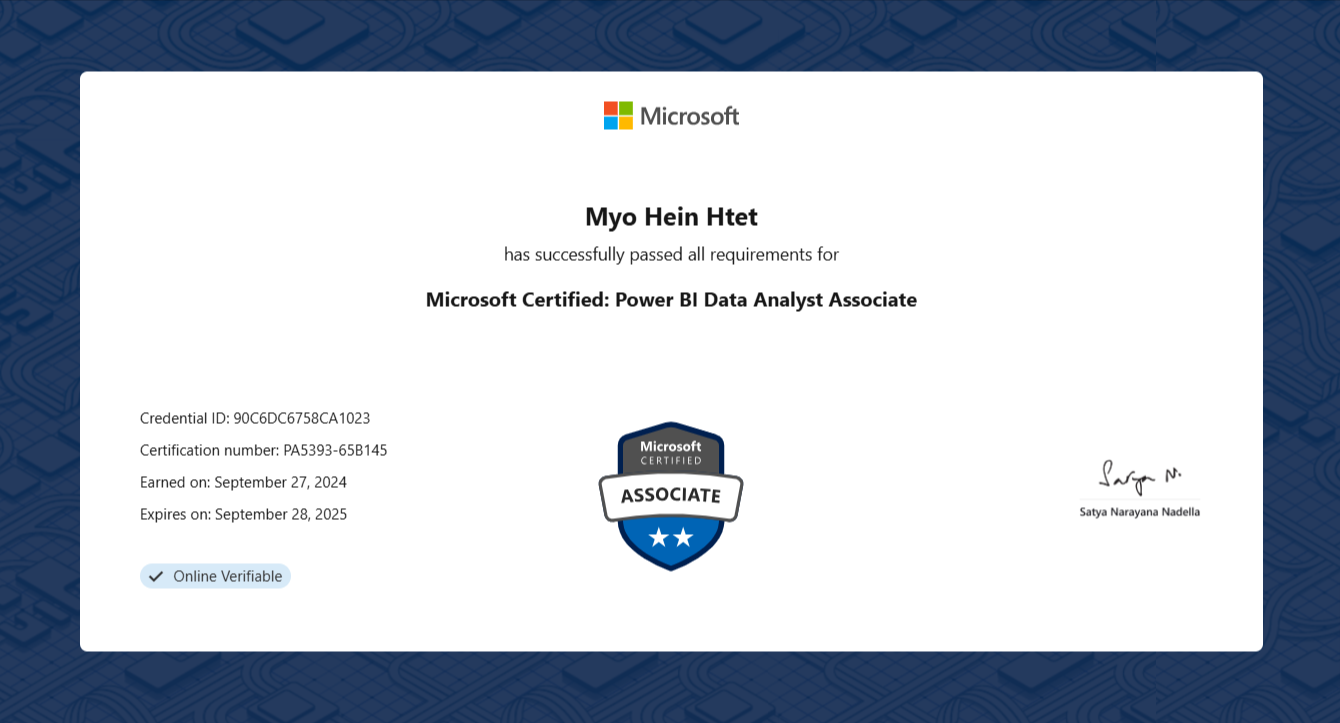 Microsoft
Myo Hein Htet
has successfully passed all requirements for
Microsoft Certified: Power BI Data Analyst Associate
Credential ID: 90C6DC6758CA1023
Certification number: PA5393-65B145
Earned on: September 27, 2024
Expires on: September 28, 2025
Online Verifiable
Microsoft
CERTIFIED
ASSOCIATE
Satya N.
Satya Narayana Nadella